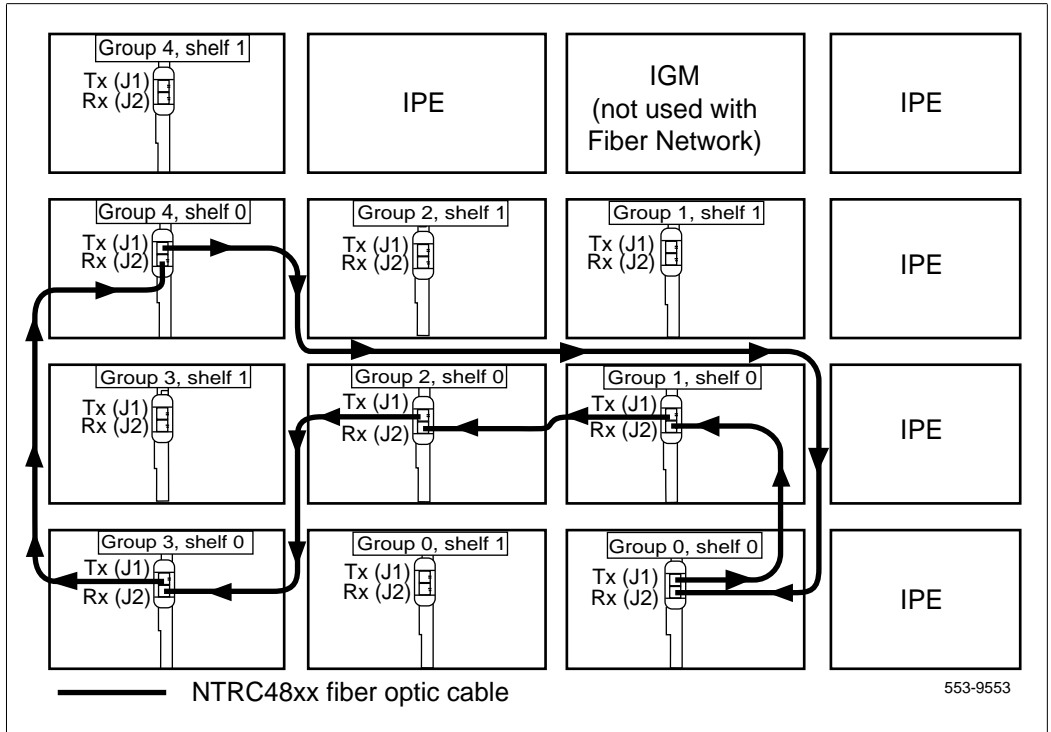 Group 4, shelf 1
Tx (J1)
Rx (J2)
IPE
IGM
(not used with
Fiber Network)
IPE
Group 4, shelf 0
Tx (J1)
Rx (J2)
Group 2, shelf 1
Tx (J1)
Rx (J2)
Group 1, shelf 1
Tx (J1)
Rx (J2)
IPE
Group 3, shelf 1
Tx (J1)
Rx (J2)
Group 2, shelf 0
Tx (J1)
Rx (J2)
Group 1, shelf 0
Tx (J1)
Rx (J2)
IPE
Group 3, shelf 0
Tx (J1)
Rx (J2)
Group 0, shelf 1
Tx (J1)
Rx (J2)
Group 0, shelf 0
Tx (J1)
Rx (J2)
IPE
NTRC48xx fiber optic cable
553-9553